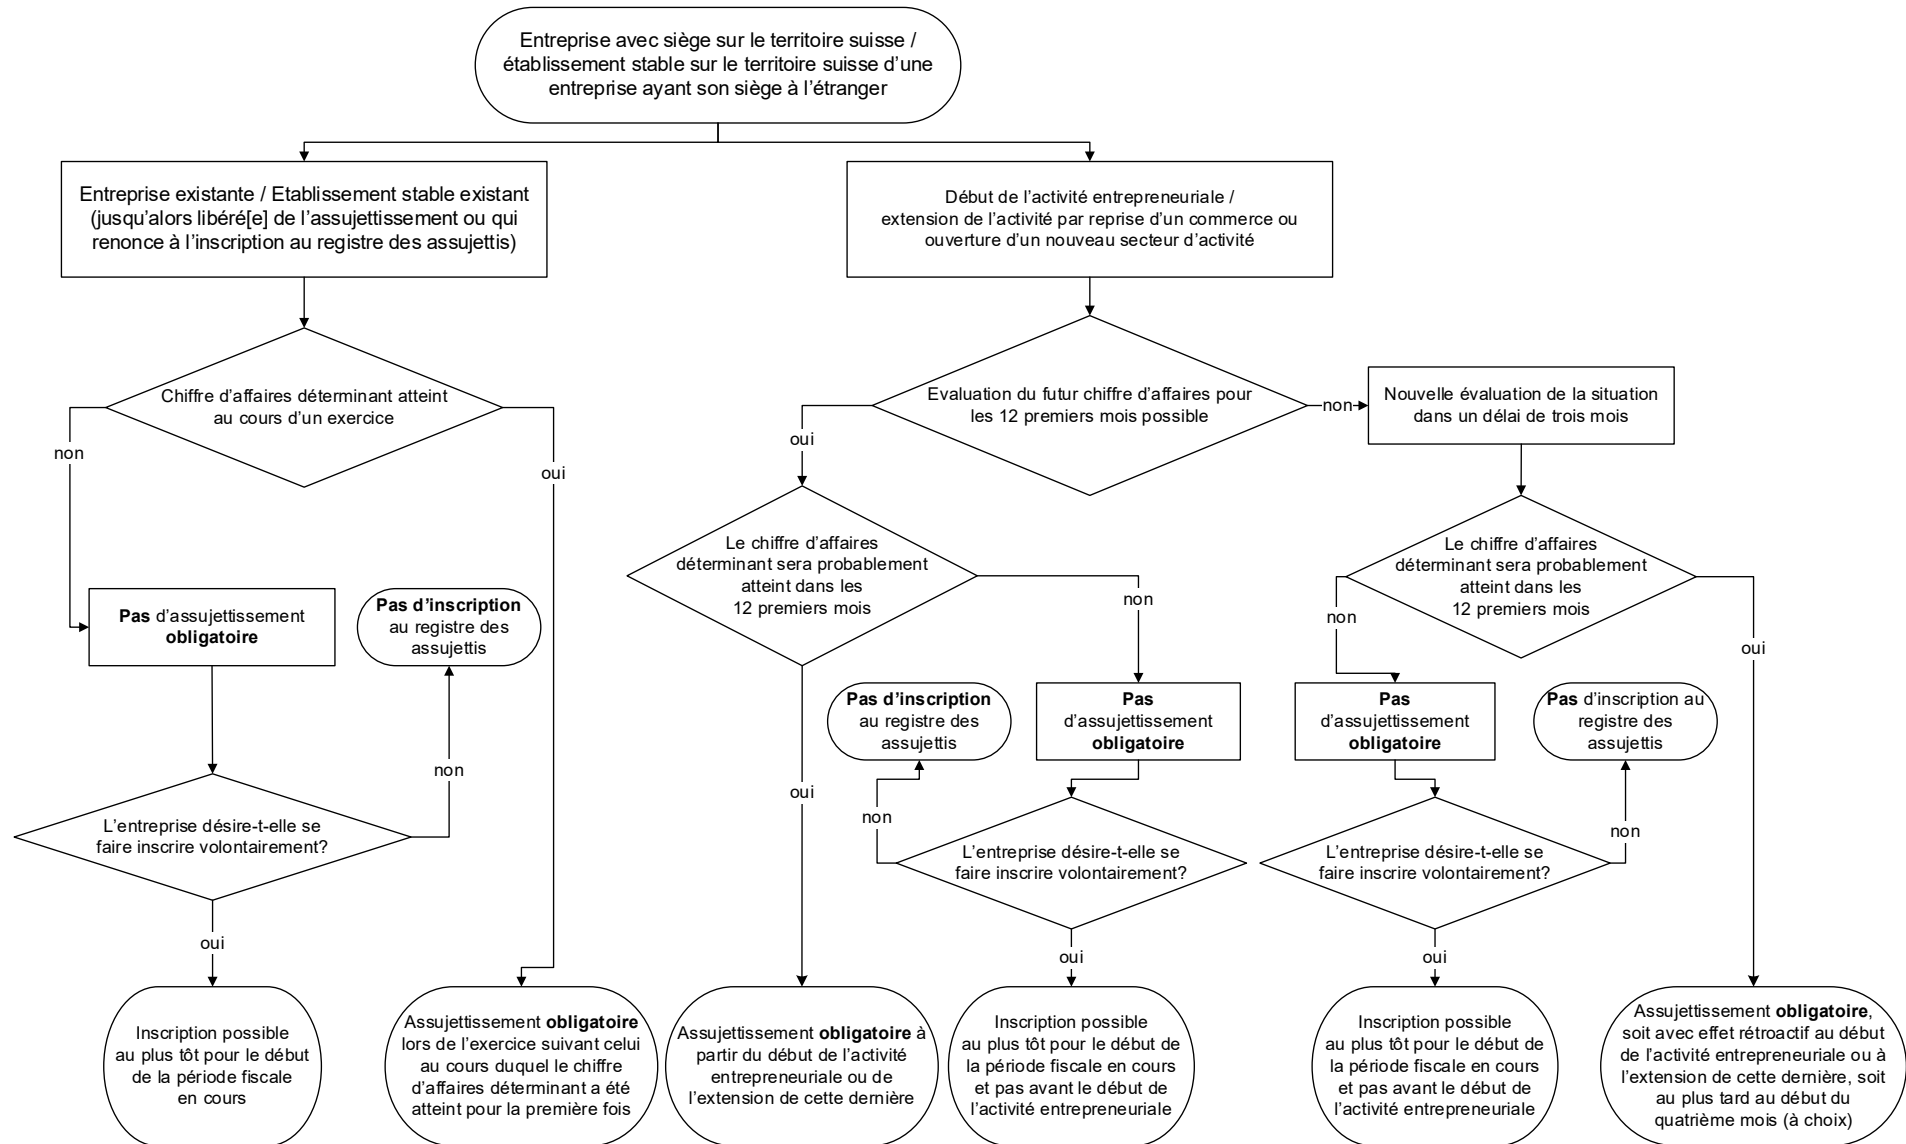 Entreprise avec siège sur le territoire suisse /
établissement stable sur le territoire suisse d’une
entreprise ayant son siège à l’étranger
Entreprise existante / Etablissement stable existant
(jusqu’alors libéré[e] de l’assujettissement ou qui
renonce à l’inscription au registre des assujettis)
Début de l’activité entrepreneuriale /
extension de l’activité par reprise d’un commerce ou
ouverture d’un nouveau secteur d’activité
Chiffre d’affaires déterminant atteint
au cours d’un exercice
non
oui
Evaluation du futur chiffre d’affaires pour
les 12 premiers mois possible
non
oui
Nouvelle évaluation de la situation
dans un délai de trois mois
Pas d’assujettissement
obligatoire
Pas d’inscription
au registre des
assujettis
Le chiffre d’affaires
déterminant sera probablement
atteint dans les
12 premiers mois
non
oui
Le chiffre d’affaires
déterminant sera probablement
atteint dans les
12 premiers mois
non
oui
Pas d’inscription
au registre des
assujettis
Pas
d’assujettissement
obligatoire
Pas
d’assujettissement
obligatoire
Pas d’inscription au
registre des
assujettis
L’entreprise désire-t-elle se
faire inscrire volontairement?
non
oui
L’entreprise désire-t-elle se
faire inscrire volontairement?
non
oui
L’entreprise désire-t-elle se
faire inscrire volontairement?
non
oui
Inscription possible
au plus tôt pour le début
de la période fiscale
en cours
Assujettissement obligatoire
lors de l’exercice suivant celui
au cours duquel le chiffre
d’affaires déterminant a été
atteint pour la première fois
Assujettissement obligatoire à
partir du début de l’activité
entrepreneuriale ou de
l’extension de cette dernière
Inscription possible
au plus tôt pour le début de
la période fiscale en cours
et pas avant le début de
l’activité entrepreneuriale
Inscription possible
au plus tôt pour le début de
la période fiscale en cours
et pas avant le début de
l’activité entrepreneuriale
Assujettissement obligatoire,
soit avec effet rétroactif au début
de l’activité entrepreneuriale ou à
l’extension de cette dernière, soit
au plus tard au début du
quatrième mois (à choix)